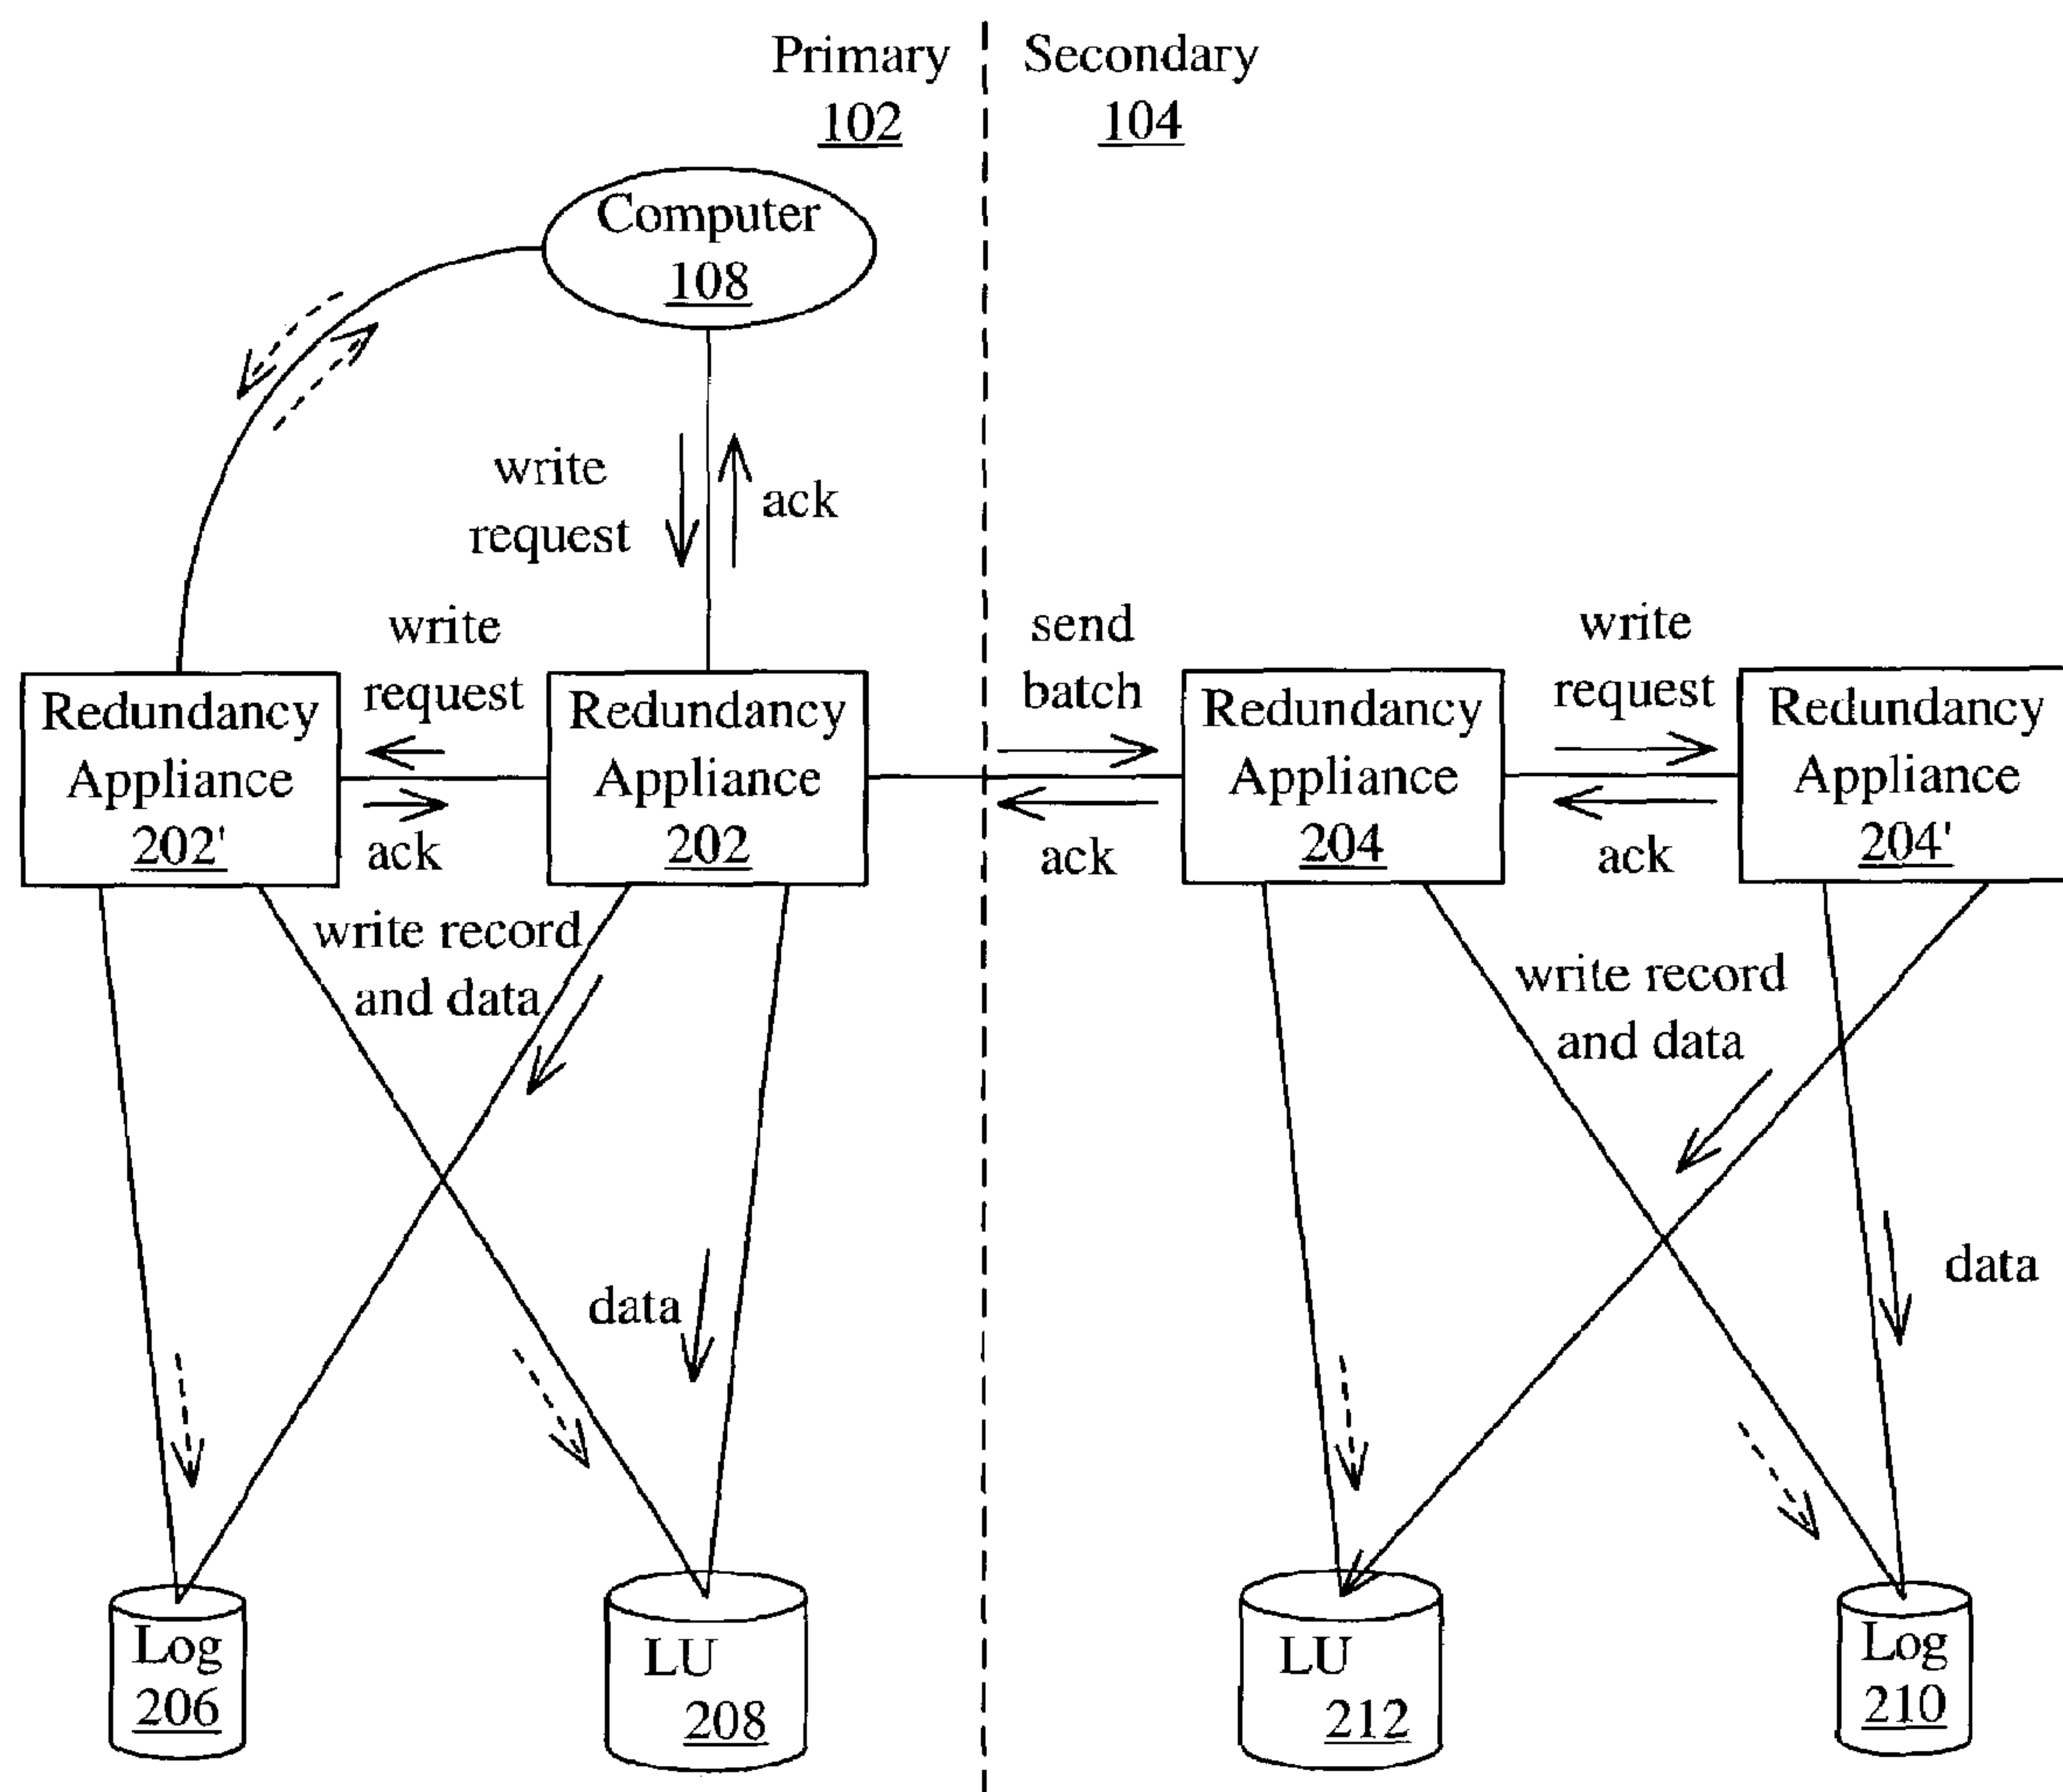 Primary
102
Secondary
104
Computer
108
write
request
ack
write
request
ack
send
batch
ack
write
request
ack
Redundancy
Appliance
202'
Redundancy
Appliance
202
Redundancy
Appliance
204
Redundancy
Appliance
204'
write record
and data
write record
and data
data
data
Log
206
LU
208
LU
212
Log
210